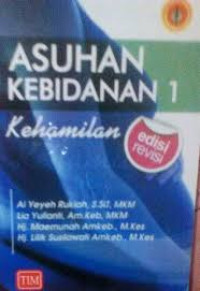 ASUHAN
KEBIDANAN 1
Kehamilan
edisi
revisi
Ai Yeyeh Rukiah, S.SiT, MKM
Lia Yulianti, Am.Keb, MKM
Hj. Maemunah Amkeb., M.Kes
Hj. Lilik Susilawati Amkeb., M.Kes
TIM